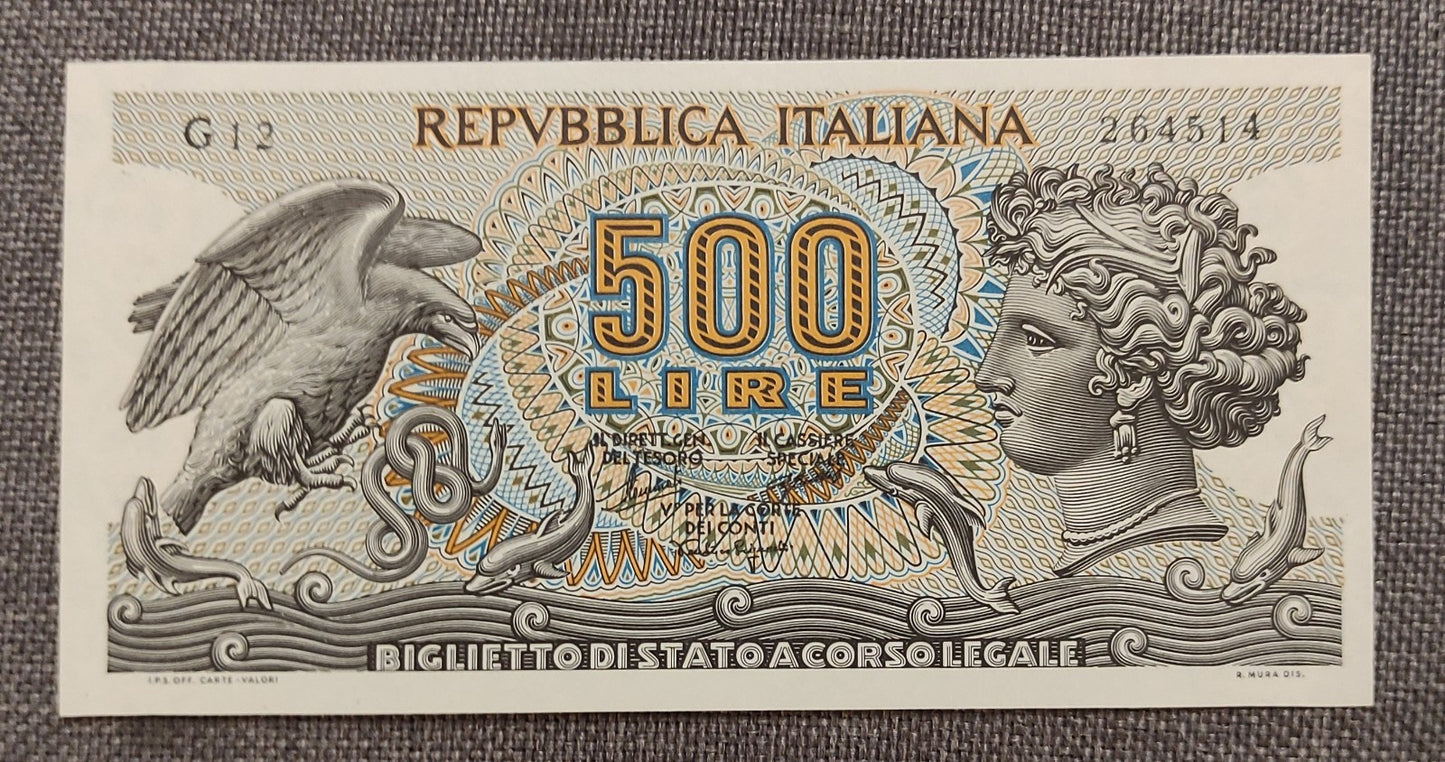 G 12
REPVBBLICA ITALIANA
264514
500
LIRE
IL DIRETT. GEN.
DEL TESORO
IL CASSIERE
SPECIALE
V° PER LA CORTE
DEI CONTI
BIGLIETTO DI STATO A CORSO LEGALE
I.P.S. OFF. CARTE-VALORI
R. MURA DIS.